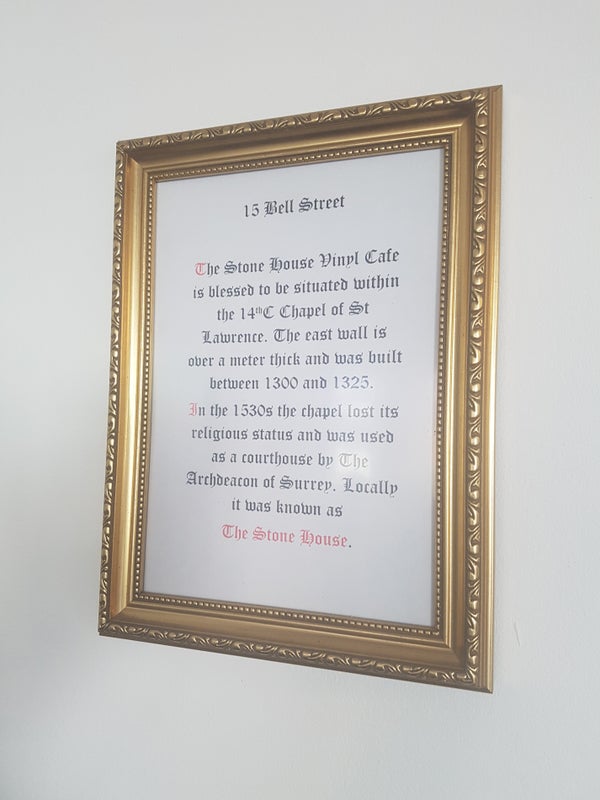 15 Bell Street
The Stone House Vinyl Cafe
is blessed to be situated within
the 14thC Chapel of St
Lawrence. The east wall is
over a meter thick and was built
between 1300 and 1325.
In the 1530s the chapel lost its
religious status and was used
as a courthouse by The
Archdeacon of Surrey. Locally
it was known as
The Stone House.